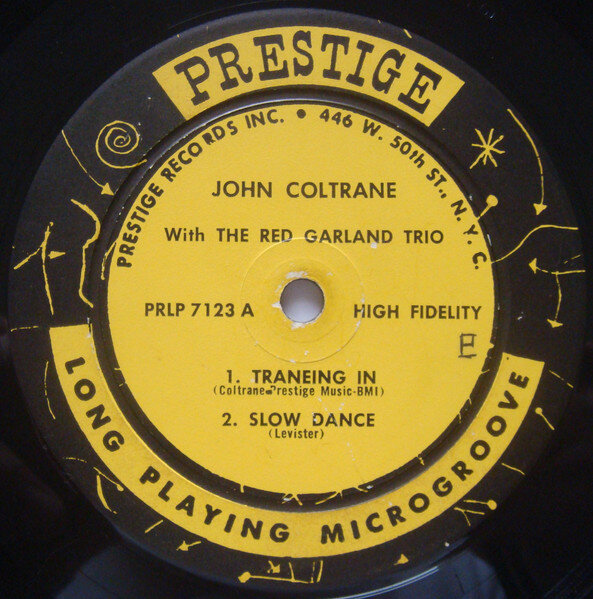 PRESTIGE
PRESTIGE RECORDS INC. • 446 W. 50th ST., N.Y.C.
JOHN COLTRANE
With THE RED GARLAND TRIO
PRLP 7123 A
HIGH FIDELITY
E
1. TRANEING IN
(Coltrane-Prestige Music-BMI)
2. SLOW DANCE
(Levister)
LONG PLAYING MICROGROOVE